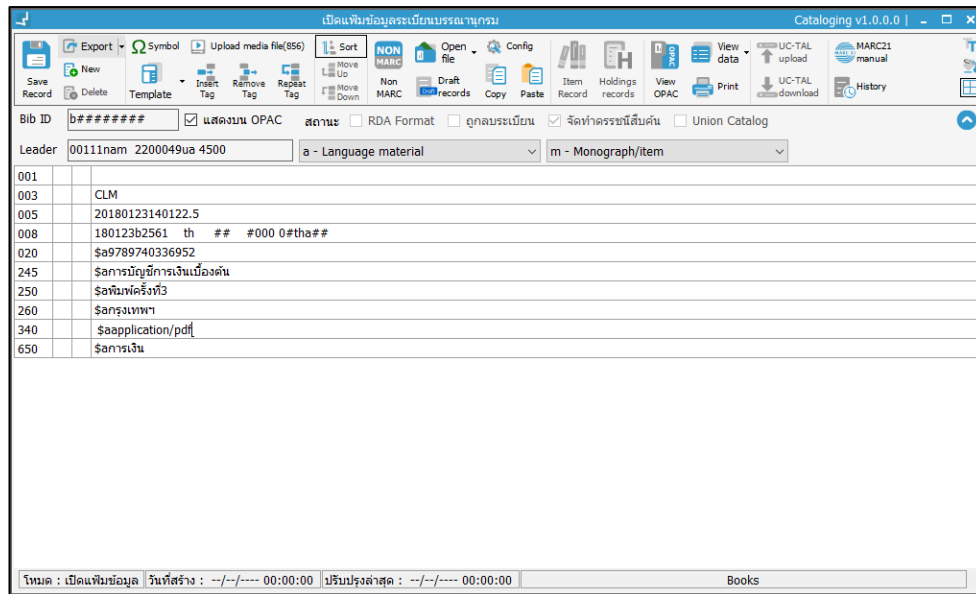 เปิดแฟ้มข้อมูลระเบียนบรรณานุกรม Cataloging v1.0.0.0 |
Save Record
Export
New
Delete
Symbol
Template
Upload media file(856)
Insert Tag
Remove Tag
Repeat Tag
Sort
Move Up
Move Down
NON MARC
Non MARC
Open file
Draft records
Config
Copy
Paste
Item Record
Holdings records
OPAC
View OPAC
View data
Print
UC-TAL upload
UC-TAL download
MARC21 manual
History
Bib ID b######## แสดงบน OPAC สถานะ RDA Format ถูกลบระเบียน จัดทำดรรชนีสืบค้น Union Catalog
Leader 00111nam 2200049ua 4500 a - Language material m - Monograph/item
001
003 CLM
005 20180123140122.5
008 180123b2561 th ## #000 0#tha##
020 $a9789740336952
245 $aการบัญชีการเงินเบื้องต้น
250 $aพิมพ์ครั้งที่3
260 $aกรุงเทพฯ
340 $aapplication/pdf
650 $aการเงิน
โหมด : เปิดแฟ้มข้อมูล วันที่สร้าง : --/--/---- 00:00:00 ปรับปรุงล่าสุด : --/--/---- 00:00:00 Books